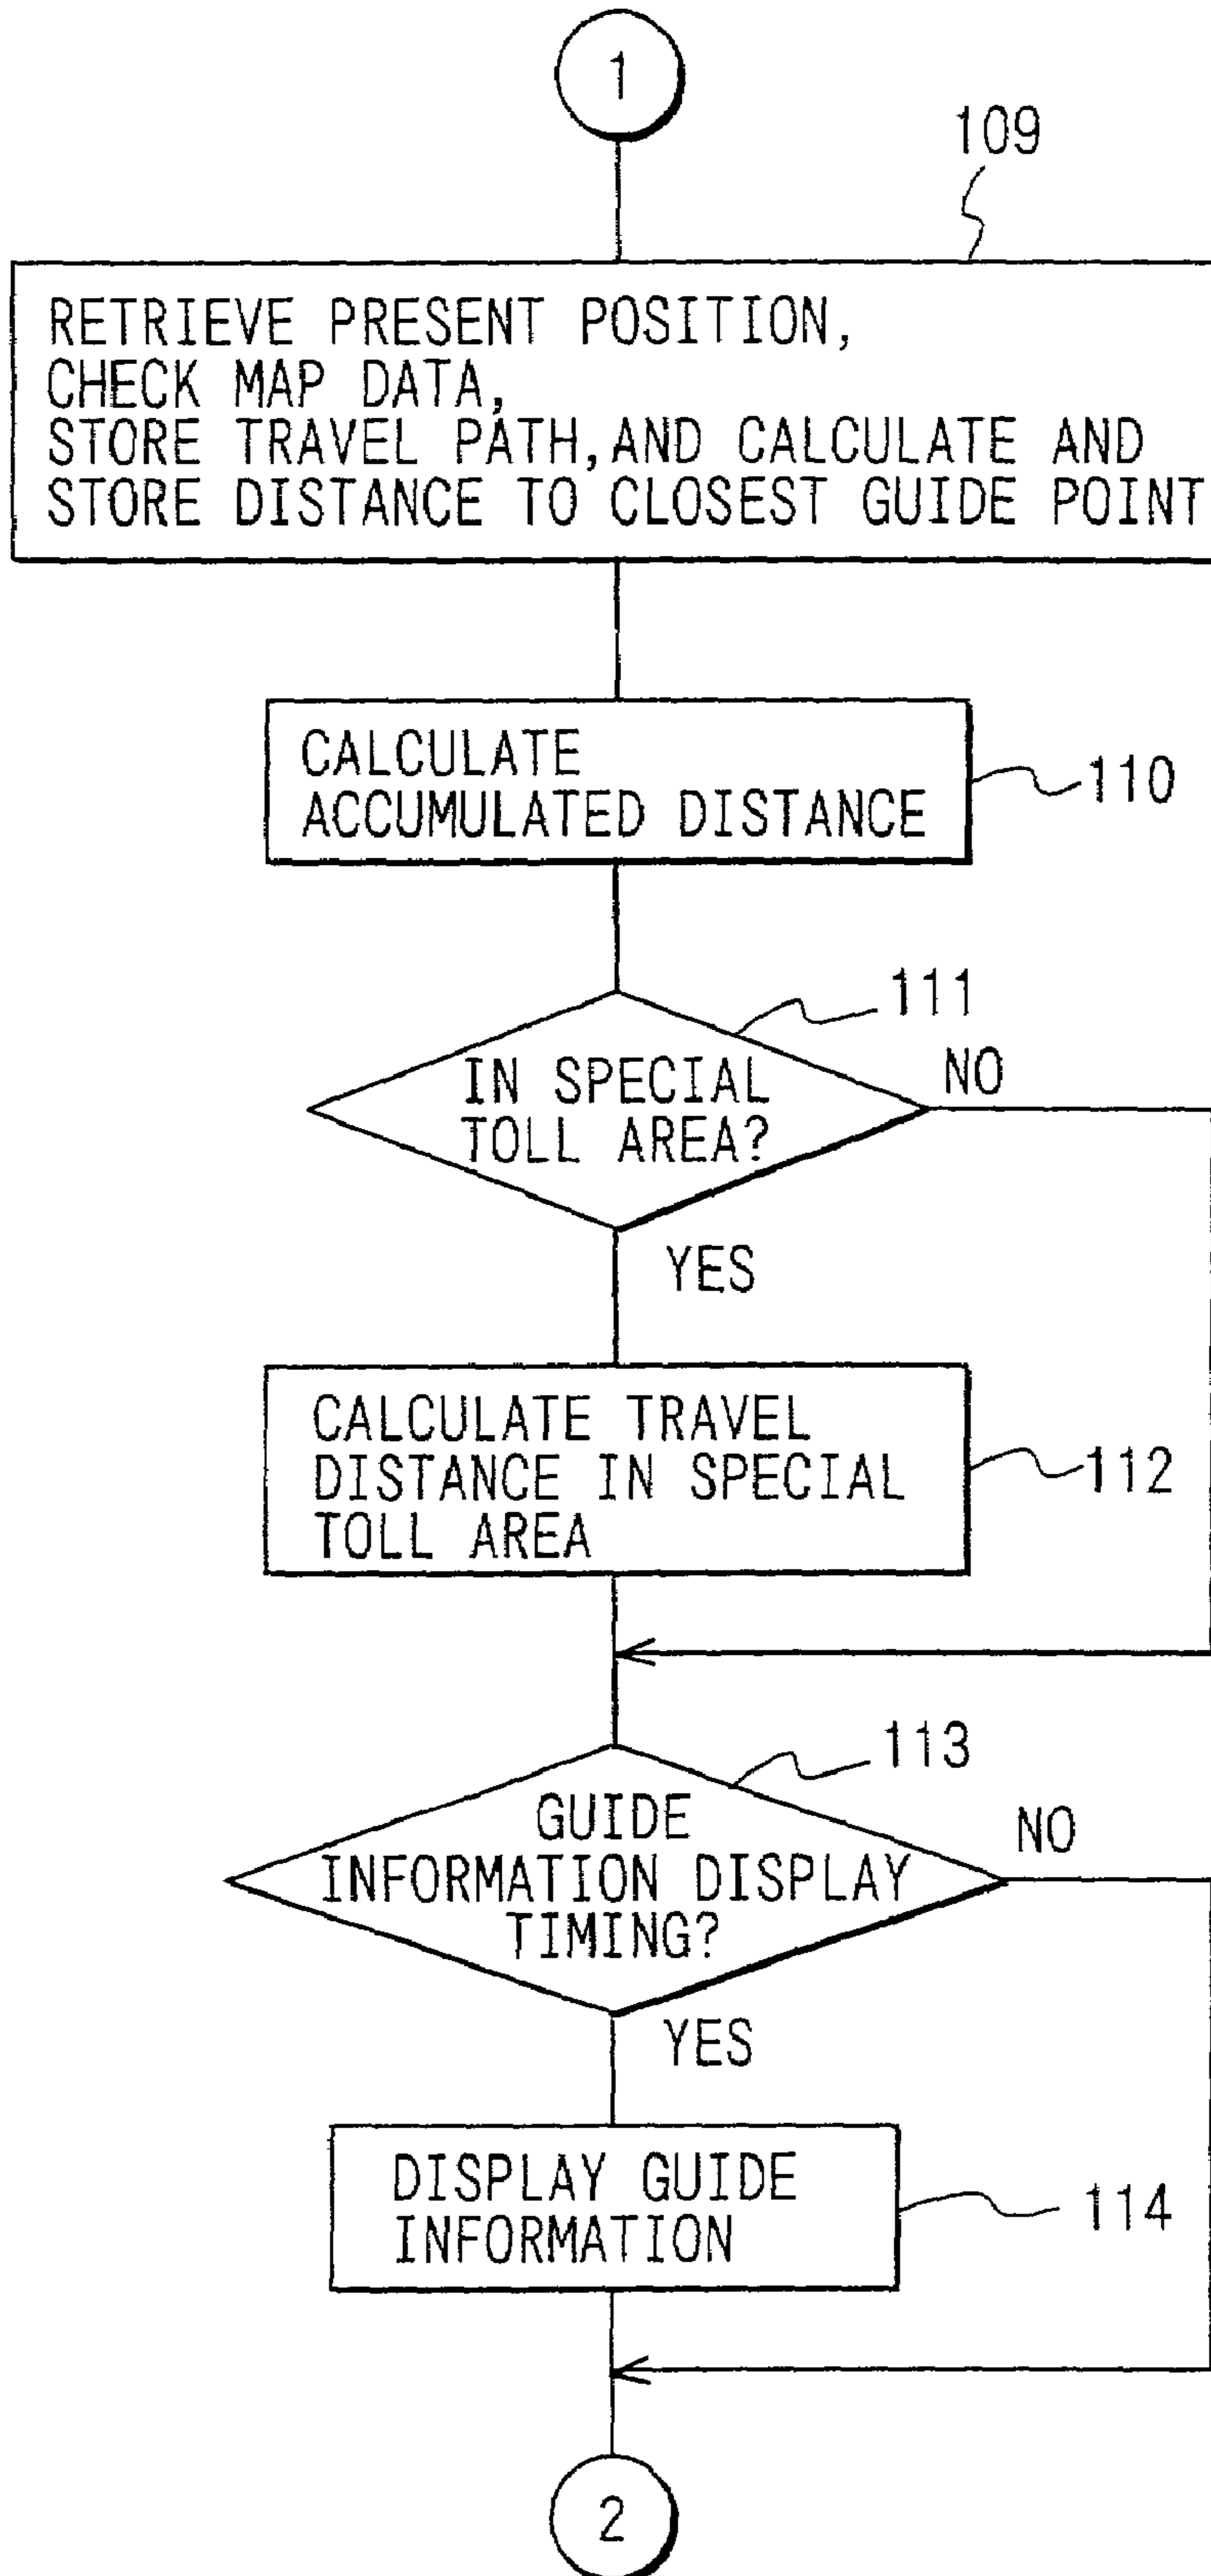 1
109
RETRIEVE PRESENT POSITION,
CHECK MAP DATA,
STORE TRAVEL PATH, AND CALCULATE AND
STORE DISTANCE TO CLOSEST GUIDE POINT
CALCULATE
ACCUMULATED DISTANCE
110
111
IN SPECIAL
TOLL AREA?
NO
YES
CALCULATE TRAVEL
DISTANCE IN SPECIAL
TOLL AREA
112
113
GUIDE
INFORMATION DISPLAY
TIMING?
NO
YES
DISPLAY GUIDE
INFORMATION
114
2